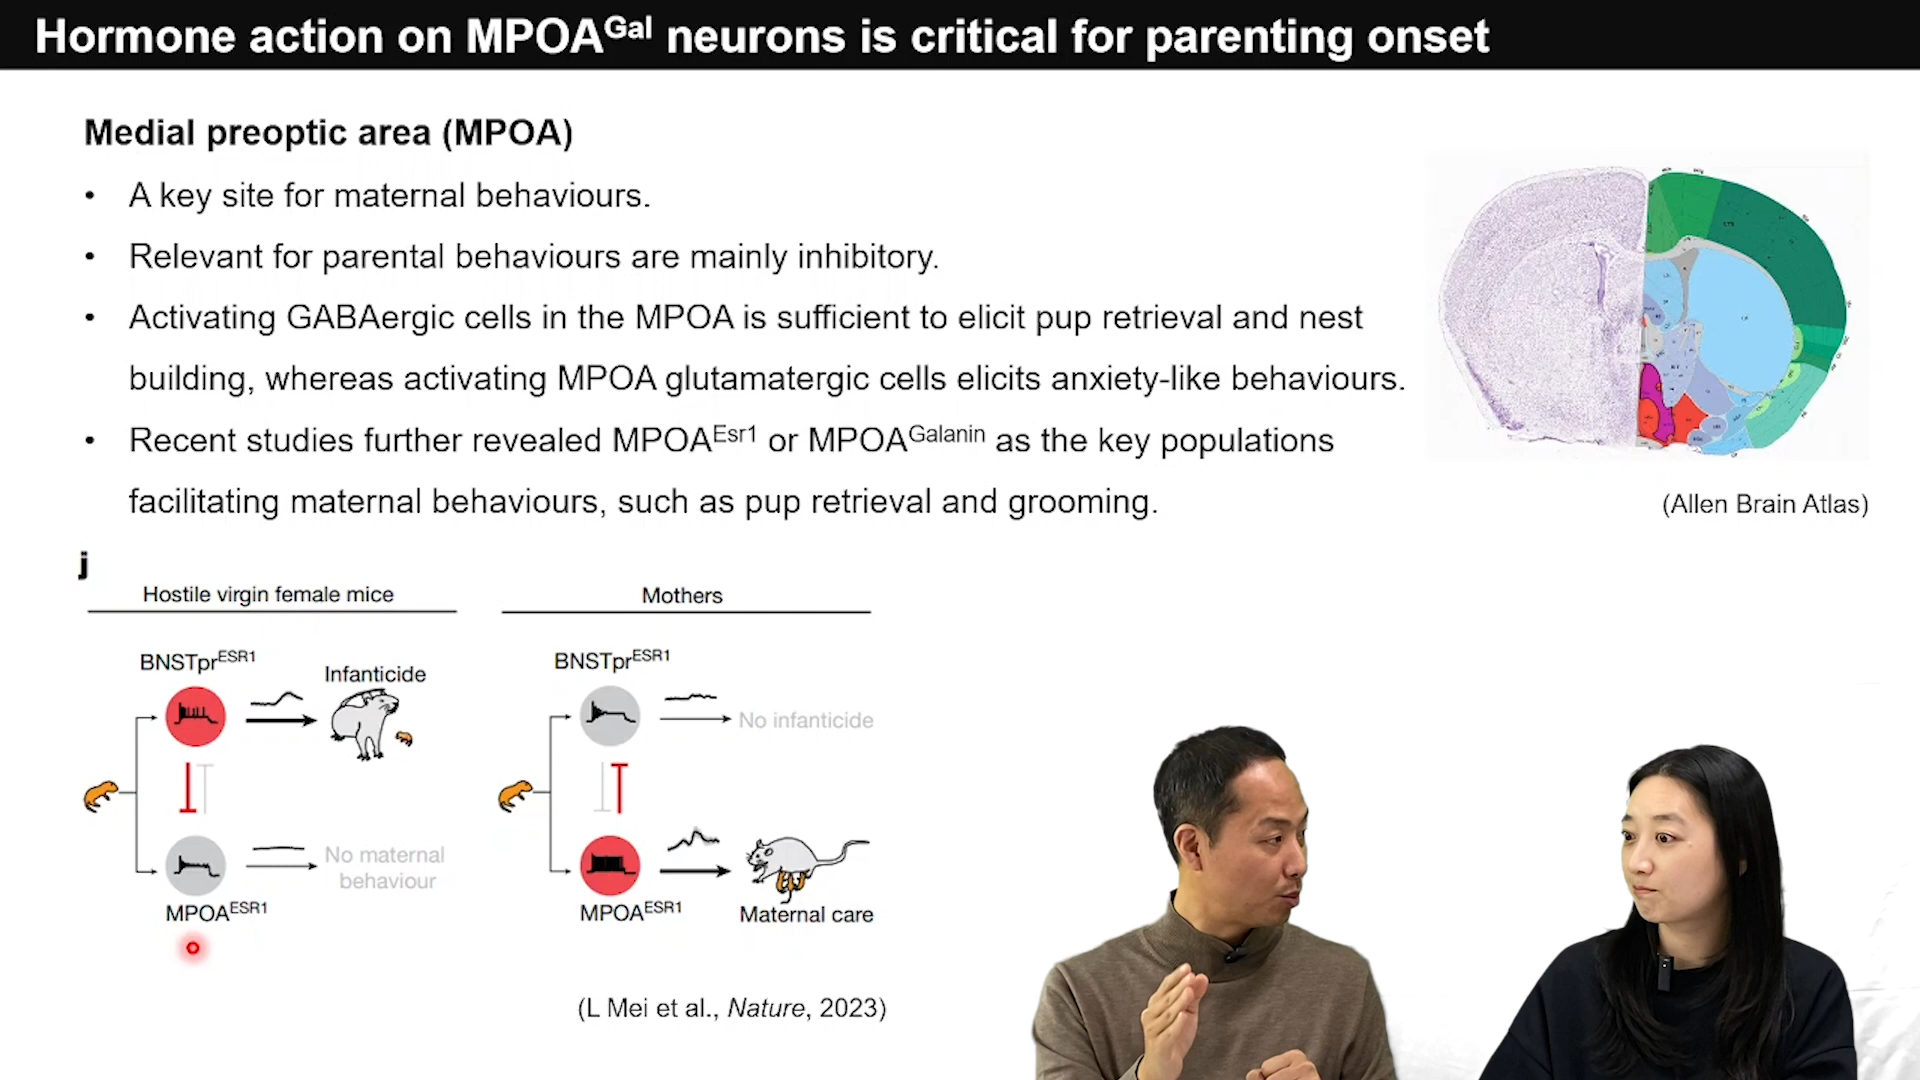 Hormone action on MPOAGal neurons is critical for parenting onset
Medial preoptic area (MPOA)
• A key site for maternal behaviours.
• Relevant for parental behaviours are mainly inhibitory.
• Activating GABAergic cells in the MPOA is sufficient to elicit pup retrieval and nest
building, whereas activating MPOA glutamatergic cells elicits anxiety-like behaviours.
• Recent studies further revealed MPOAEsr1 or MPOAGalanin as the key populations
facilitating maternal behaviours, such as pup retrieval and grooming.
(Allen Brain Atlas)
j
Hostile virgin female mice
BNSTprESR1
Infanticide
No maternal
behaviour
MPOAESR1
Mothers
BNSTprESR1
No infanticide
MPOAESR1
Maternal care
(L Mei et al., Nature, 2023)